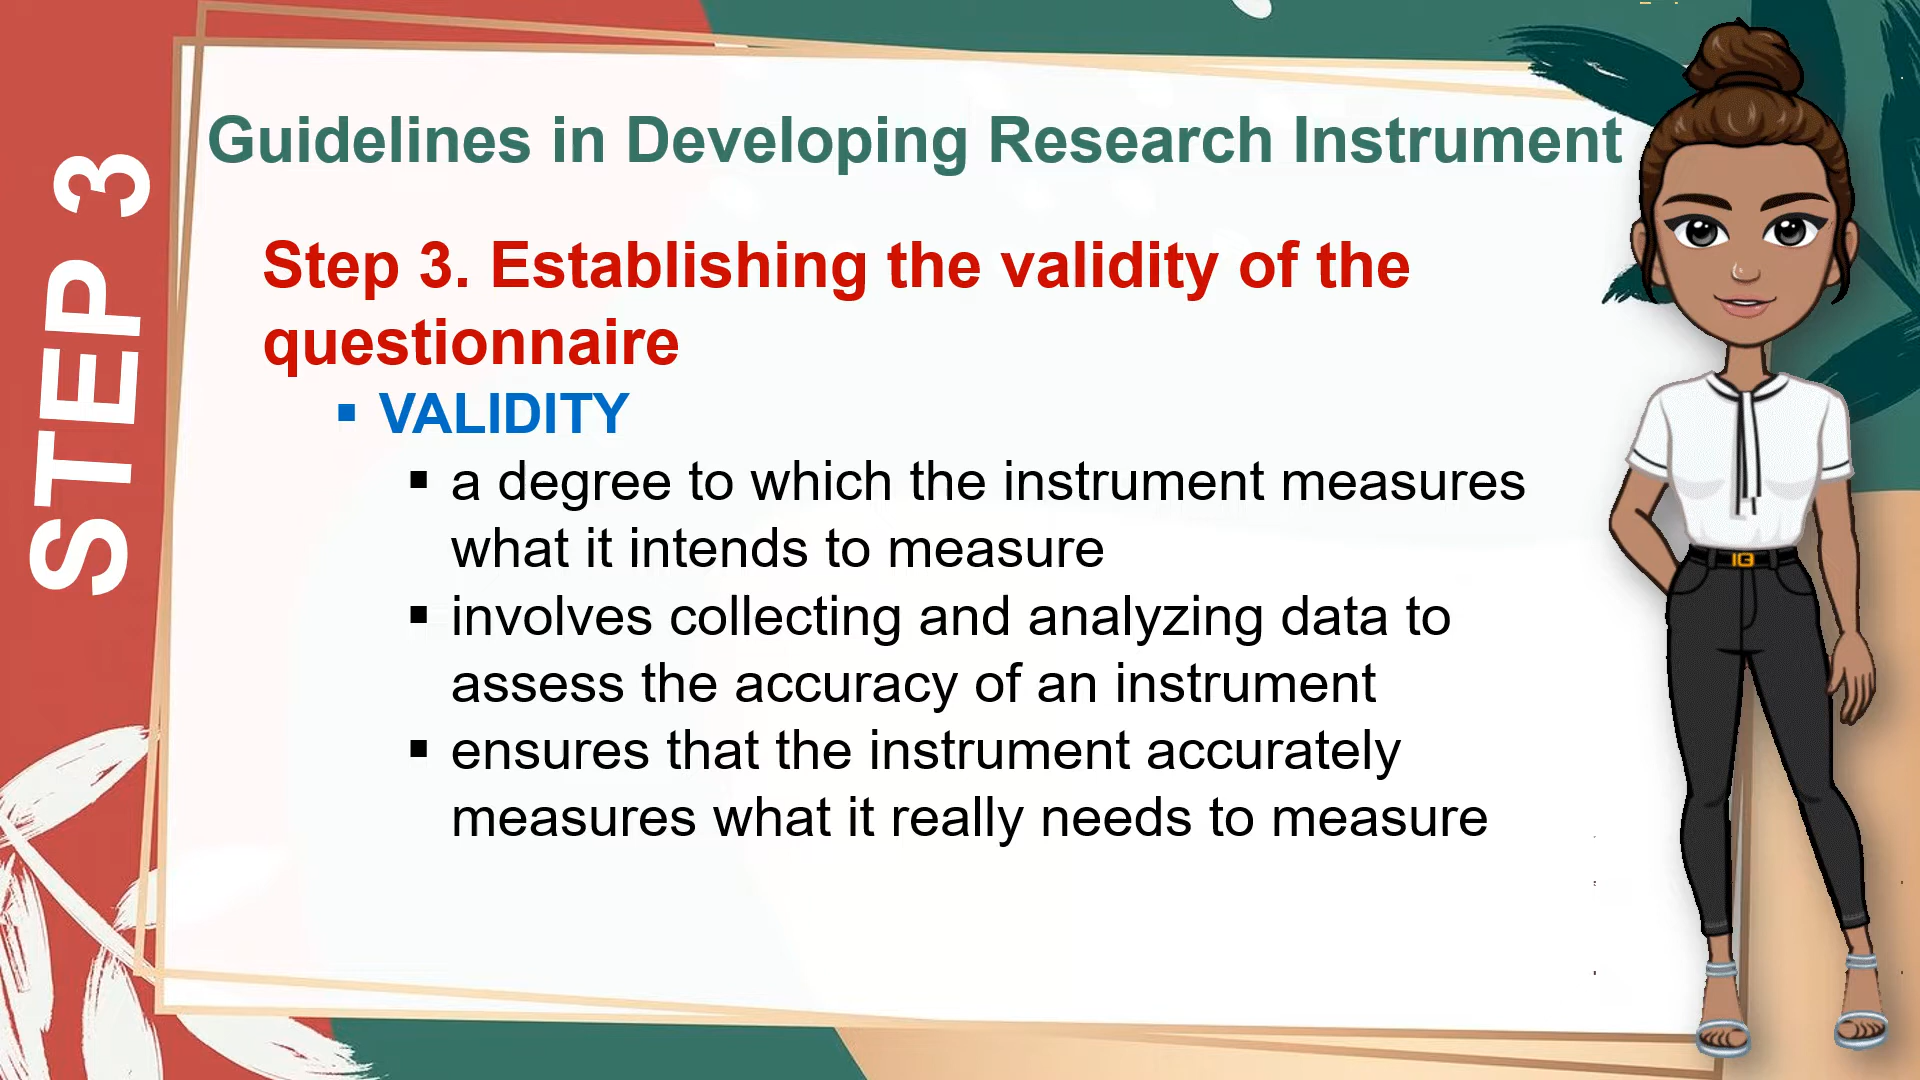 STEP 3
Guidelines in Developing Research Instrument
Step 3. Establishing the validity of the
questionnaire
▪ VALIDITY
▪ a degree to which the instrument measures
what it intends to measure
▪ involves collecting and analyzing data to
assess the accuracy of an instrument
▪ ensures that the instrument accurately
measures what it really needs to measure